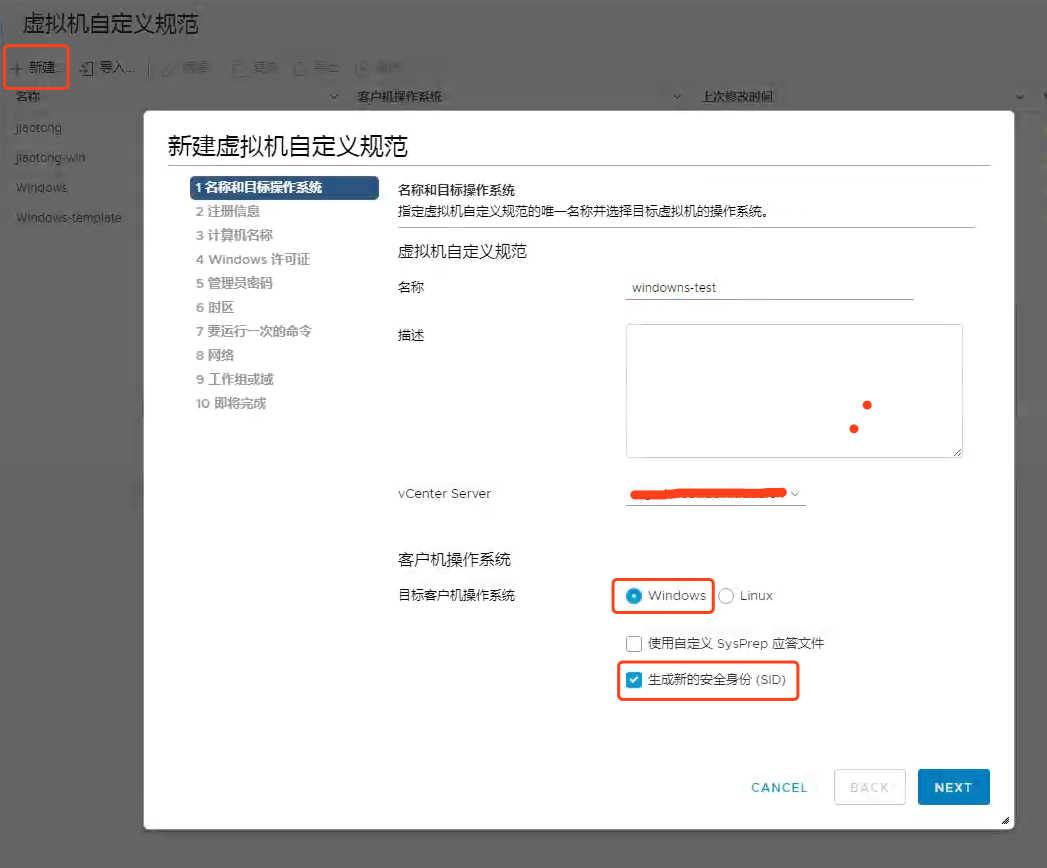 虚拟机自定义规范
新建... 导入... 编辑
名称 客户机操作系统 上次修改时间
jiaotong
jiaotong-win
Windows
Windows-template
新建虚拟机自定义规范
1 名称和目标操作系统
2 注册信息
3 计算机名称
4 Windows 许可证
5 管理员密码
6 时区
7 要运行一次的命令
8 网络
9 工作组或域
10 即将完成
名称和目标操作系统
指定虚拟机自定义规范的唯一名称并选择目标虚拟机的操作系统。
虚拟机自定义规范
名称 windowns-test
描述
vCenter Server
客户机操作系统
目标客户机操作系统 Windows Linux
使用自定义 SysPrep 应答文件
生成新的安全身份 (SID)
CANCEL BACK NEXT